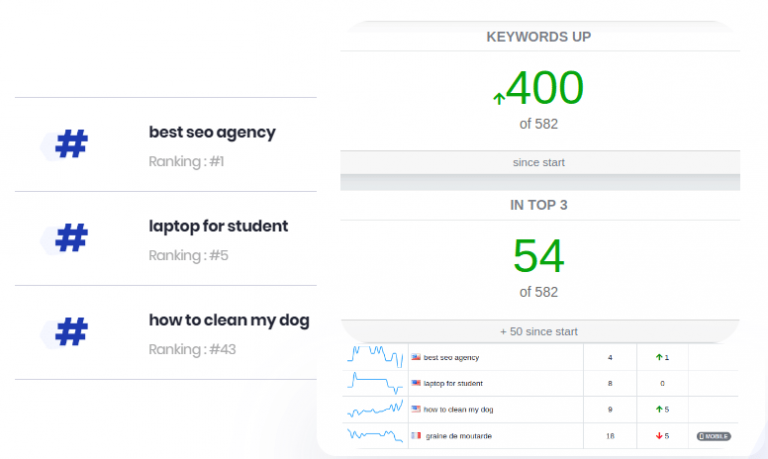 best seo agency
Ranking : #1
laptop for student
Ranking : #5
how to clean my dog
Ranking : #43
KEYWORDS UP
↑400
of 582
since start
IN TOP 3
54
of 582
+ 50 since start
best seo agency 4 ↑ 1
laptop for student 8 0
how to clean my dog 9 ↑ 5
graine de moutarde 18 ↓ 5 MOBILE